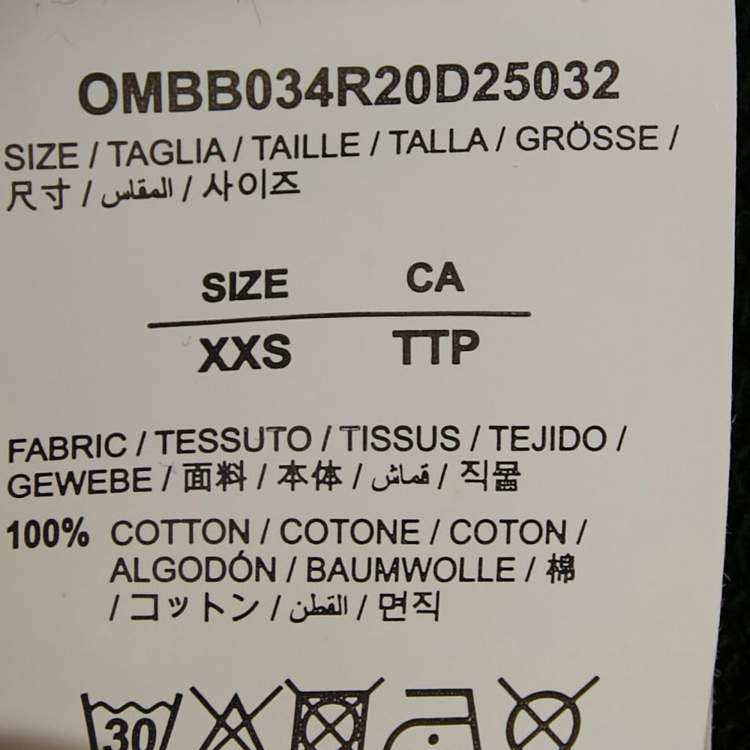 OMBB034R20D25032
SIZE / TAGLIA / TAILLE / TALLA / GRÖSSE /
尺寸 / المقاس / 사이즈
SIZE CA
XXS TTP
FABRIC / TESSUTO / TISSUS / TEJIDO /
GEWEBE / 面料 / 本体 / قماش / 직물
100% COTTON / COTONE / COTON /
ALGODÓN / BAUMWOLLE / 棉
/ コットン / القطن / 면직
30